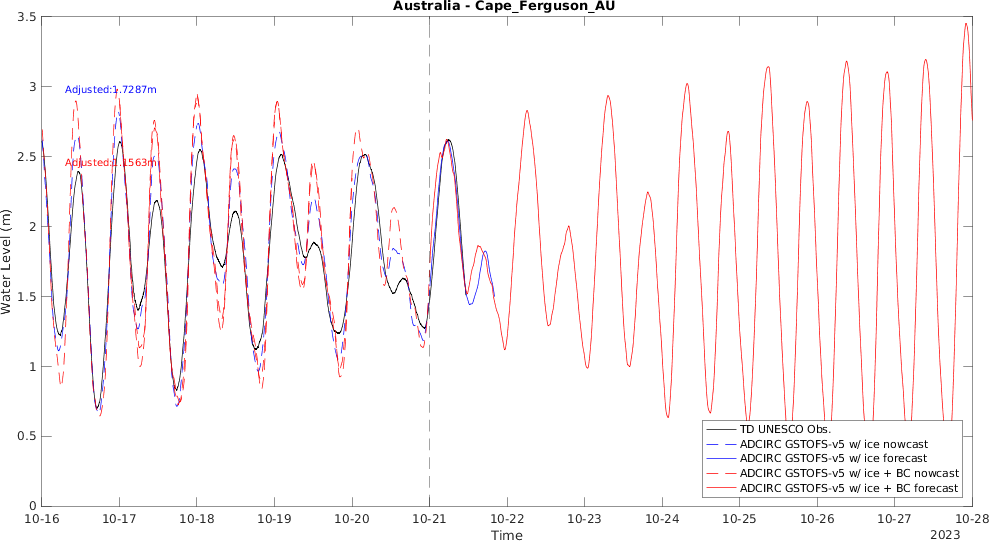 Australia - Cape_Ferguson_AU
3.5
3
2.5
2
1.5
1
0.5
0
Water Level (m)
Adjusted:1.7287m
Adjusted:1.1563m
TD UNESCO Obs.
ADCIRC GSTOFS-v5 w/ ice nowcast
ADCIRC GSTOFS-v5 w/ ice forecast
ADCIRC GSTOFS-v5 w/ ice + BC nowcast
ADCIRC GSTOFS-v5 w/ ice + BC forecast
10-16 10-17 10-18 10-19 10-20 10-21 10-22 10-23 10-24 10-25 10-26 10-27 10-28
Time
2023